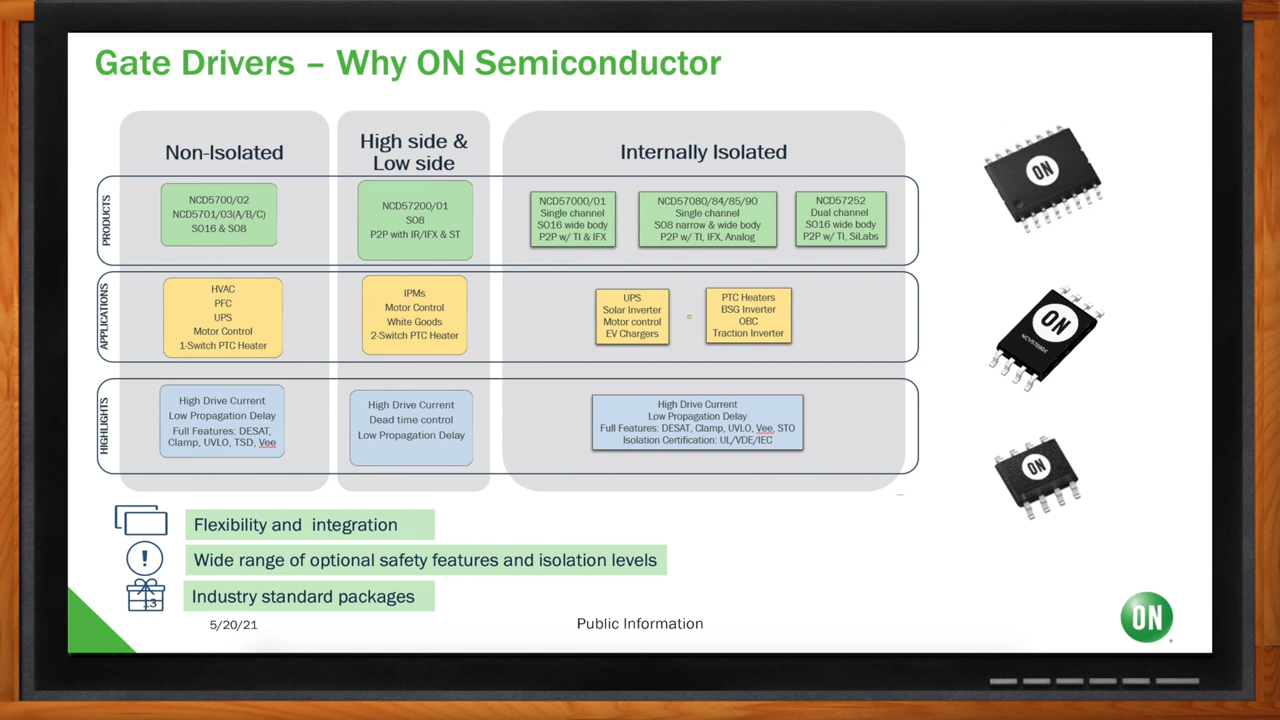 Gate Drivers – Why ON Semiconductor
Non-Isolated
High side &
Low side
Internally Isolated
PRODUCTS
NCD5700/02
NCD5701/03(A/B/C)
SO16 & SO8
NCD57200/01
SO8
P2P with IR/IFX & ST
NCD57000/01
Single channel
SO16 wide body
P2P w/ TI & IFX
NCD57080/84/85/90
Single channel
SO8 narrow & wide body
P2P w/ TI, IFX, Analog
NCD57252
Dual channel
SO16 wide body
P2P w/ TI, SiLabs
APPLICATIONS
HVAC
PFC
UPS
Motor Control
1-Switch PTC Heater
IPMs
Motor Control
White Goods
2-Switch PTC Heater
UPS
Solar Inverter
Motor control
EV Chargers
PTC Heaters
BSG Inverter
OBC
Traction Inverter
HIGHLIGHTS
High Drive Current
Low Propagation Delay
Full Features: DESAT,
Clamp, UVLO, TSD, Vee
High Drive Current
Dead time control
Low Propagation Delay
High Drive Current
Low Propagation Delay
Full Features: DESAT, Clamp, UVLO, Vee, STO
Isolation Certification: UL/VDE/IEC
ON
ON
ON
Flexibility and integration
!
Wide range of optional safety features and isolation levels
Industry standard packages
13
5/20/21
Public Information
ON